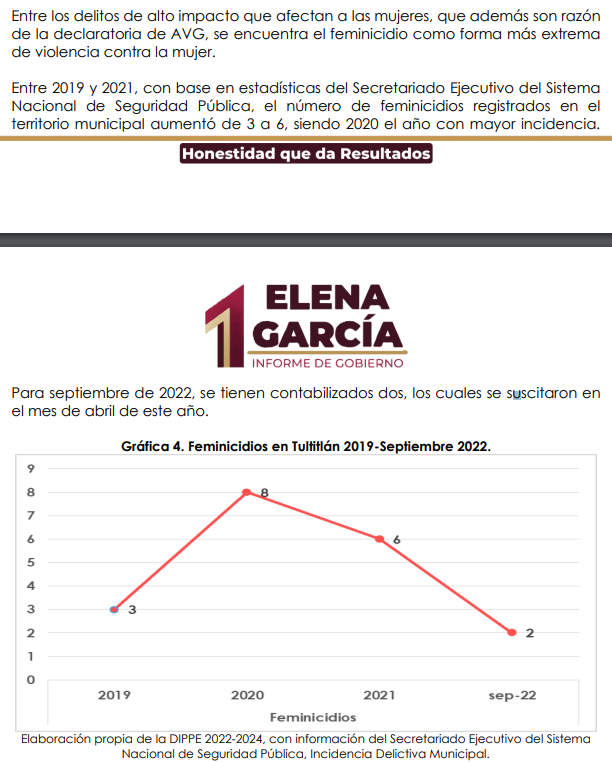 Entre los delitos de alto impacto que afectan a las mujeres, que además son razón
de la declaratoria de AVG, se encuentra el feminicidio como forma más extrema
de violencia contra la mujer.
Entre 2019 y 2021, con base en estadísticas del Secretariado Ejecutivo del Sistema
Nacional de Seguridad Pública, el número de feminicidios registrados en el
territorio municipal aumentó de 3 a 6, siendo 2020 el año con mayor incidencia.
Honestidad que da Resultados
1 ELENA
GARCÍA
INFORME DE GOBIERNO
Para septiembre de 2022, se tienen contabilizados dos, los cuales se suscitaron en
el mes de abril de este año.
Gráfica 4. Feminicidios en Tultitlán 2019-Septiembre 2022.
9
8
7
6
5
4
3
2
1
0
3
8
6
2
2019 2020 2021 sep-22
Feminicidios
Elaboración propia de la DIPPE 2022-2024, con información del Secretariado Ejecutivo del Sistema
Nacional de Seguridad Pública, Incidencia Delictiva Municipal.